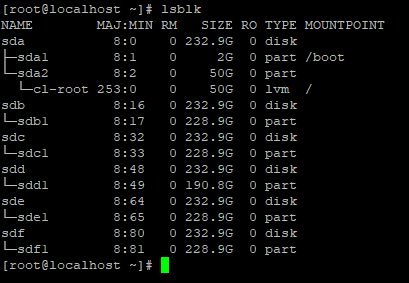 [root@localhost ~]# lsblk
NAME        MAJ:MIN RM   SIZE RO TYPE MOUNTPOINT
sda           8:0    0 232.9G  0 disk
├─sda1        8:1    0     2G  0 part /boot
└─sda2        8:2    0    50G  0 part
  └─cl-root 253:0    0    50G  0 lvm  /
sdb           8:16   0 232.9G  0 disk
└─sdb1        8:17   0 228.9G  0 part
sdc           8:32   0 232.9G  0 disk
└─sdc1        8:33   0 228.9G  0 part
sdd           8:48   0 232.9G  0 disk
└─sdd1        8:49   0 190.8G  0 part
sde           8:64   0 232.9G  0 disk
└─sde1        8:65   0 228.9G  0 part
sdf           8:80   0 232.9G  0 disk
└─sdf1        8:81   0 228.9G  0 part
[root@localhost ~]#